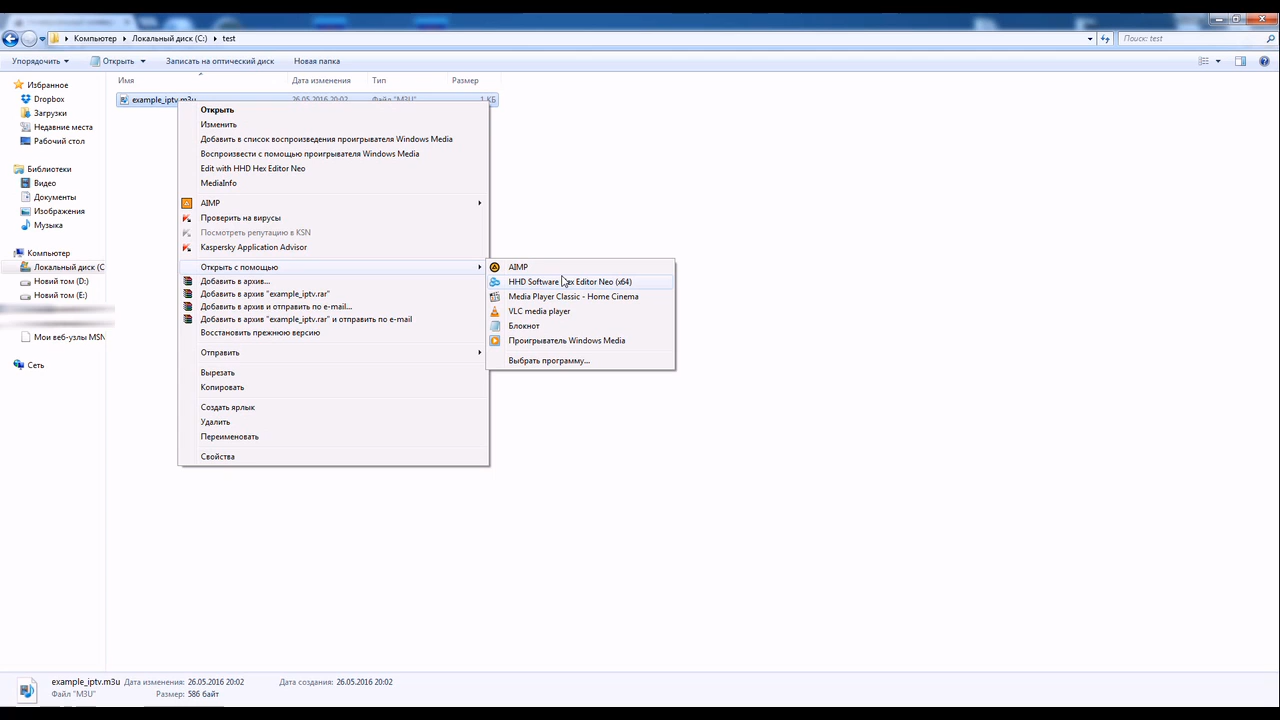 Компьютер
Локальный диск (C:)
test
Поиск: test
Упорядочить
Открыть
Записать на оптический диск
Новая папка
Имя
Дата изменения
Тип
Размер
example_iptv.m3u
26.05.2016 20:02
Файл "M3U"
1 КБ
Избранное
Dropbox
Загрузки
Недавние места
Рабочий стол
Библиотеки
Видео
Документы
Изображения
Музыка
Компьютер
Локальный диск (C
Новий том (D:)
Новий том (E:)
Мои веб-узлы MSN
Сеть
Открыть
Изменить
Добавить в список воспроизведения проигрывателя Windows Media
Воспроизвести с помощью проигрывателя Windows Media
Edit with HHD Hex Editor Neo
MediaInfo
AIMP
Проверить на вирусы
Посмотреть репутацию в KSN
Kaspersky Application Advisor
Открыть с помощью
Добавить в архив...
Добавить в архив "example_iptv.rar"
Добавить в архив и отправить по e-mail...
Добавить в архив "example_iptv.rar" и отправить по e-mail
Восстановить прежнюю версию
Отправить
Вырезать
Копировать
Создать ярлык
Удалить
Переименовать
Свойства
AIMP
HHD Software Hex Editor Neo (x64)
Media Player Classic - Home Cinema
VLC media player
Блокнот
Проигрыватель Windows Media
Выбрать программу...
example_iptv.m3u
Дата изменения: 26.05.2016 20:02
Дата создания: 26.05.2016 20:02
Файл "M3U"
Размер: 586 байт